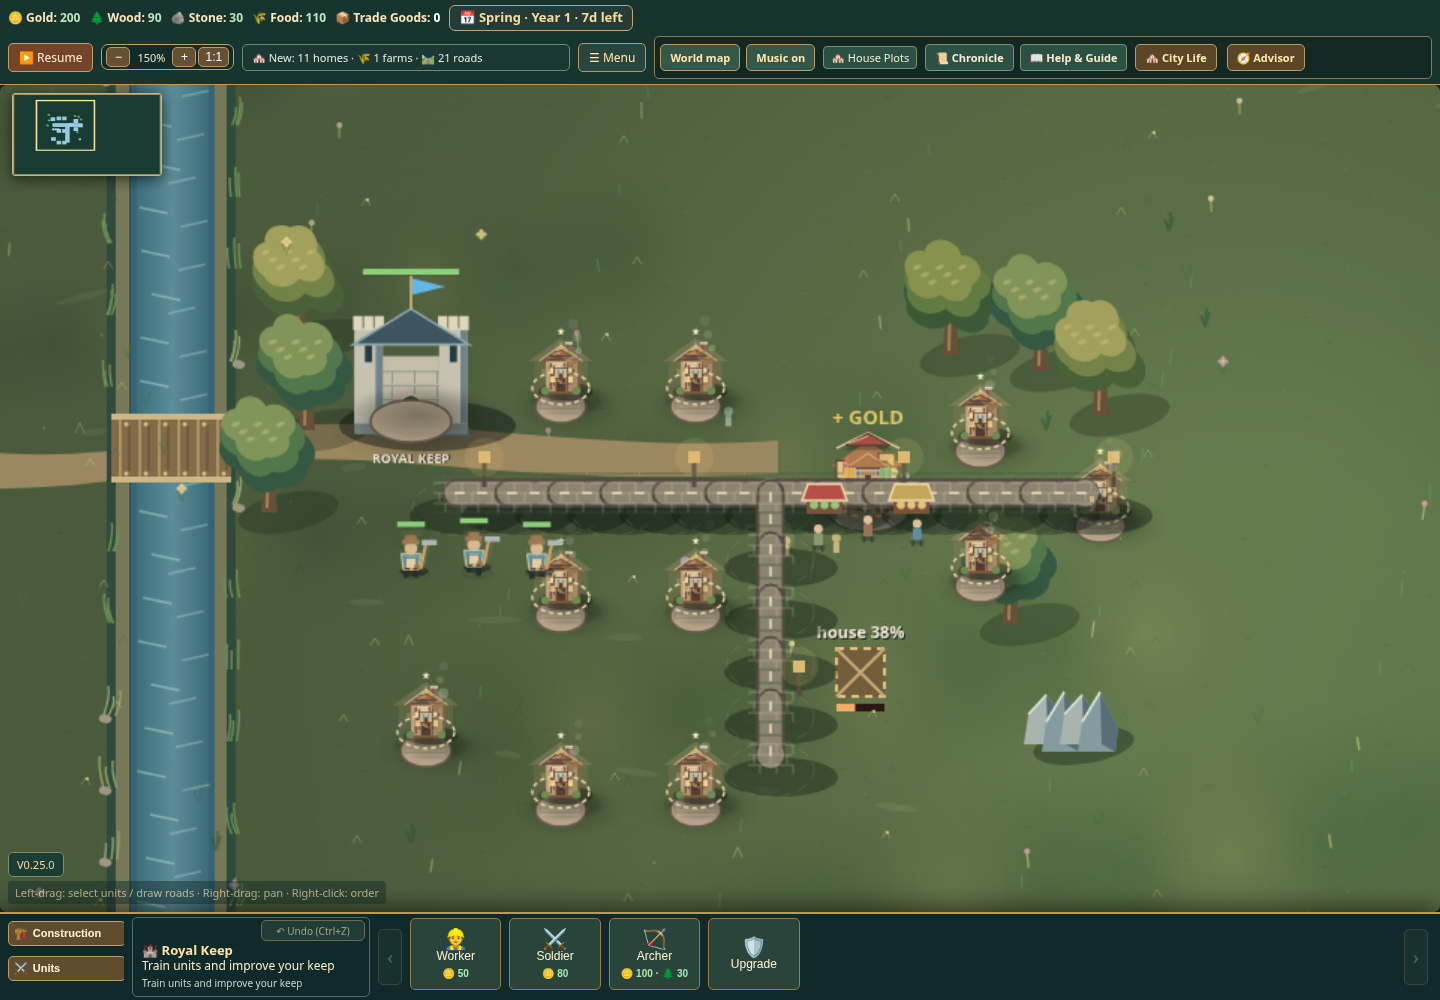 Gold: 200 Wood: 90 Stone: 30 Food: 110 Trade Goods: 0 Spring · Year 1 · 7d left
Resume − 150% + 1:1 New: 11 homes · 1 farms · 21 roads ☰ Menu World map Music on House Plots Chronicle Help & Guide City Life Advisor
+ GOLD
ROYAL KEEP
house 38%
V0.25.0
Left-drag: select units / draw roads · Right-drag: pan · Right-click: order
Construction
Units
↶ Undo (Ctrl+Z)
Royal Keep
Train units and improve your keep
Train units and improve your keep
‹
Worker
50
Soldier
80
Archer
100 · 30
Upgrade
›